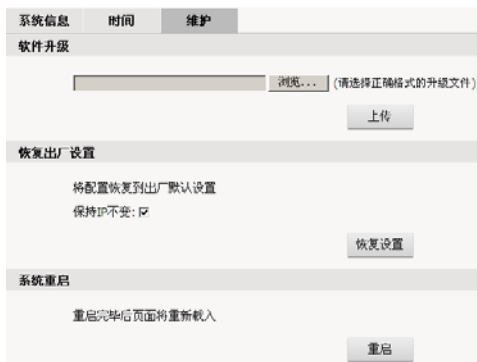 系统信息 时间 维护
软件升级
浏览... (请选择正确格式的升级文件)
上传
恢复出厂设置
将配置恢复到出厂默认设置
保持IP不变:
恢复设置
系统重启
重启完毕后页面将重新载入
重启